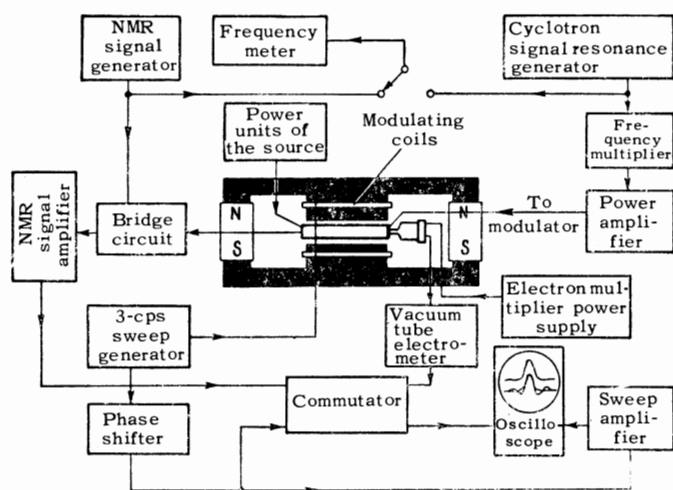 NMR
signal
generator
Frequency
meter
Cyclotron
signal resonance
generator
Power
units of
the source
Modulating
coils
Fre-
quency
multiplier
NMR
signal
amplifier
Bridge
circuit
N
S
N
S
To
modulator
Power
ampli-
fier
3-cps
sweep
generator
Vacuum
tube
electro-
meter
Electron mul-
tiplier power
supply
Phase
shifter
Commutator
Oscillo
scope
Sweep
ampli-
fier